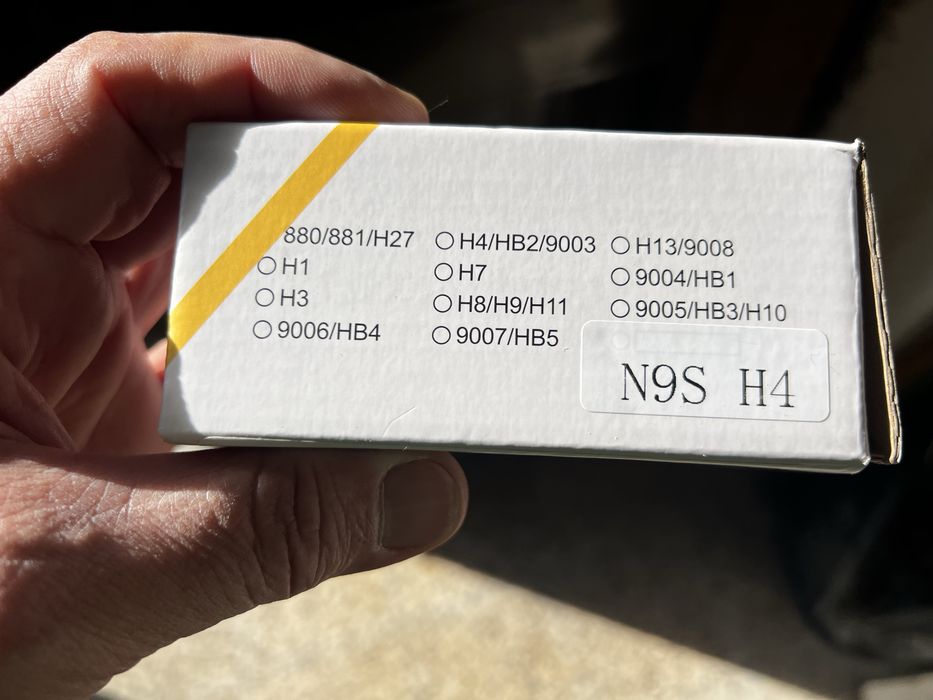 880/881/H27 ○ H4/HB2/9003 ○ H13/9008
○ H1 ○ H7 ○ 9004/HB1
○ H3 ○ H8/H9/H11 ○ 9005/HB3/H10
○ 9006/HB4 ○ 9007/HB5
N9S H4